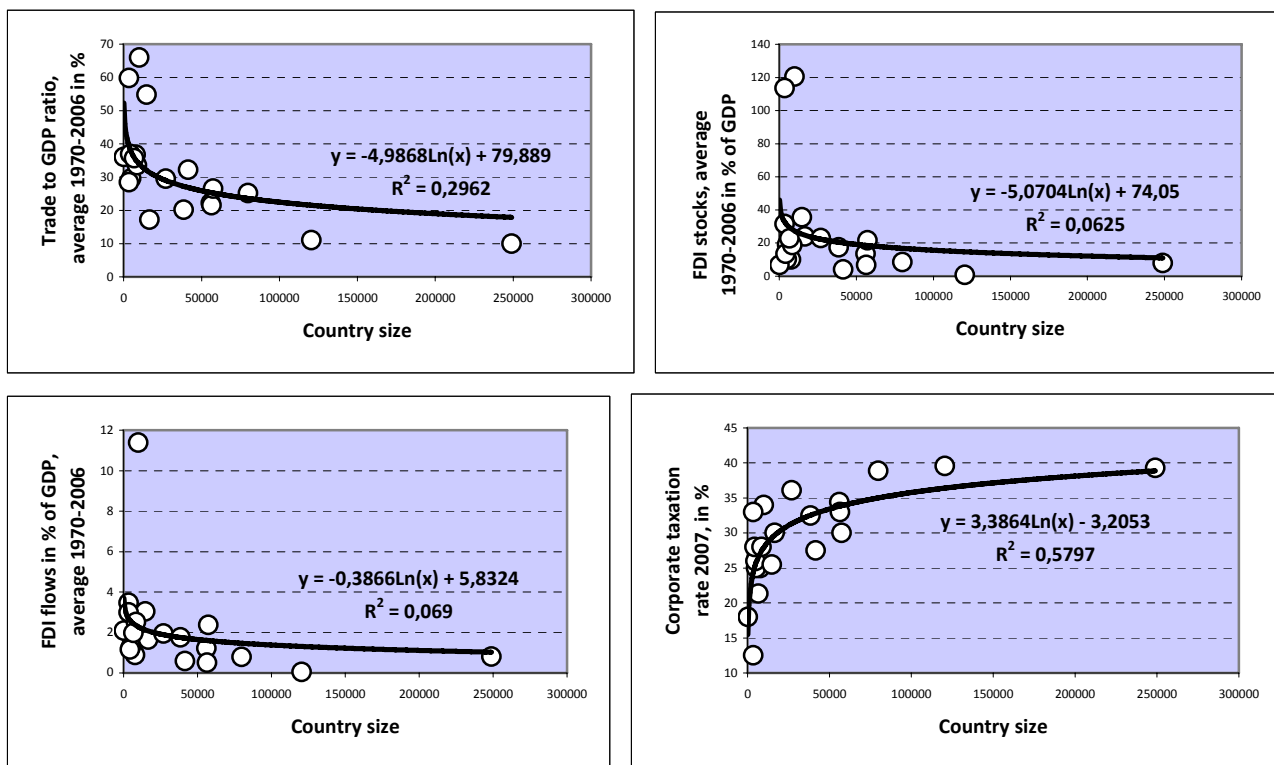 Trade to GDP ratio,
average 1970-2006 in %
70
60
50
40
30
20
10
0
y = -4,9868Ln(x) + 79,889
R² = 0,2962
0 50000 100000 150000 200000 250000 300000
Country size
FDI stocks, average
1970-2006 in % of GDP
140
120
100
80
60
40
20
0
y = -5,0704Ln(x) + 74,05
R² = 0,0625
0 50000 100000 150000 200000 250000 300000
Country size
FDI flows in % of GDP,
average 1970-2006
12
10
8
6
4
2
0
y = -0,3866Ln(x) + 5,8324
R² = 0,069
0 50000 100000 150000 200000 250000 300000
Country size
Corporate taxation
rate 2007, in %
45
40
35
30
25
20
15
10
y = 3,3864Ln(x) - 3,2053
R² = 0,5797
0 50000 100000 150000 200000 250000 300000
Country size